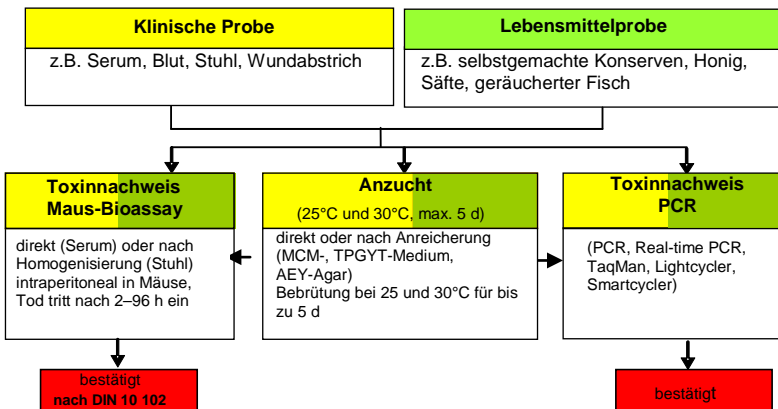 Klinische Probe
z.B. Serum, Blut, Stuhl, Wundabstrich
Lebensmittelprobe
z.B. selbstgemachte Konserven, Honig,
Säfte, geräucherter Fisch
Toxinnachweis
Maus-Bioassay
direkt (Serum) oder nach
Homogenisierung (Stuhl)
intraperitoneal in Mäuse,
Tod tritt nach 2–96 h ein
Anzucht
(25°C und 30°C, max. 5 d)
direkt oder nach Anreicherung
(MCM-, TPGYT-Medium,
AEY-Agar)
Bebrütung bei 25 und 30°C für bis
zu 5 d
Toxinnachweis
PCR
(PCR, Real-time PCR,
TaqMan, Lightcycler,
Smartcycler)
bestätigt
nach DIN 10 102
bestätigt